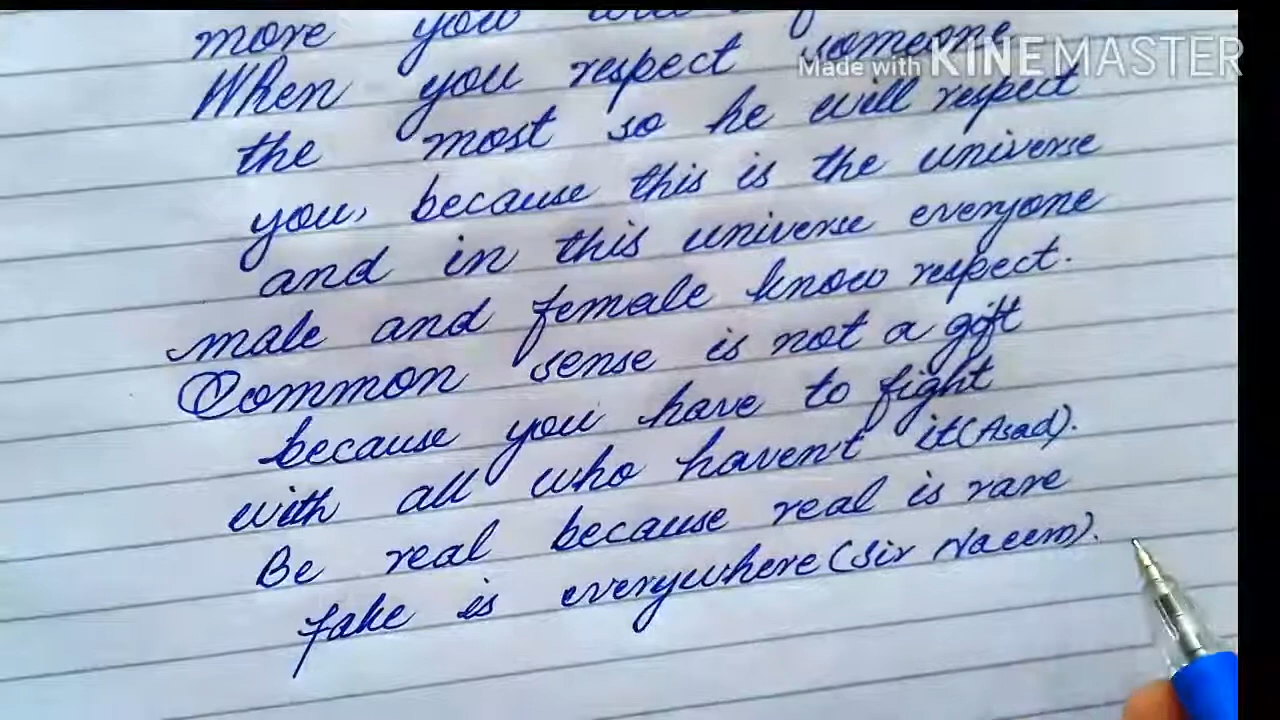 more you
When you respect someone
Made with KINEMASTER
the most so he will respect
you, because this is the universe
and in this universe everyone
male and female know respect.
Common sense is not a gift
because you have to fight
with all who haven't it(Asad).
Be real because real is rare
fake is everywhere(Sir Naeem).